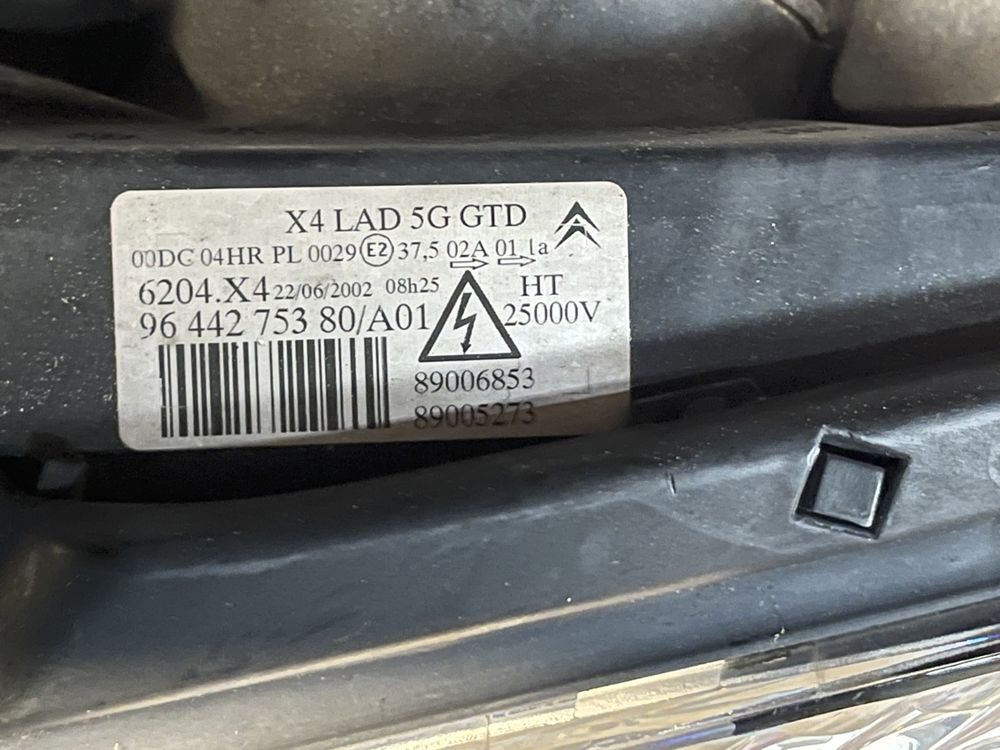 X4 LAD 5G GTD
00DC 04HR PL 0029 E2 37,5 02A 01 1a
6204.X4 22/06/2002 08h25 HT
96 442 753 80/A01 25000V
89006853
89005273